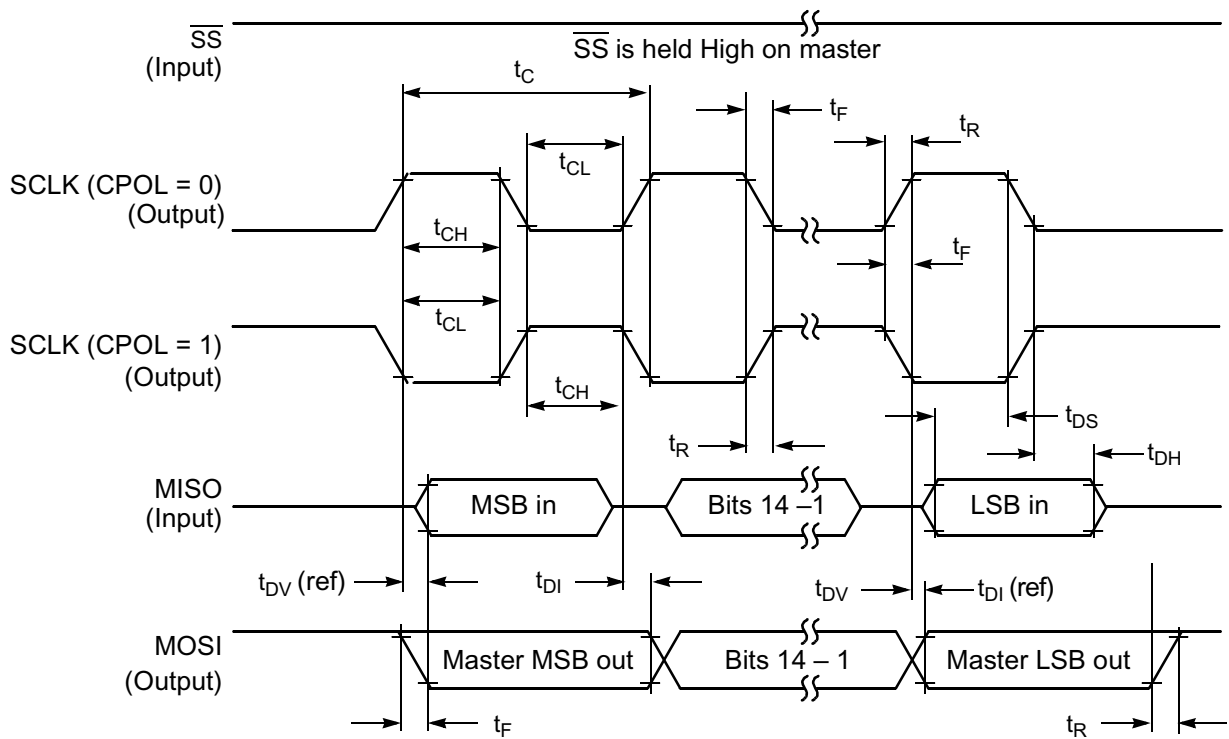 SS
(Input)
SS is held High on master
tC
tF
tR
tCL
SCLK (CPOL = 0)
(Output)
tCH
tF
tCL
SCLK (CPOL = 1)
(Output)
tCH
tDS
tR
tDH
MISO
(Input)
MSB in
Bits 14 –1
LSB in
tDV (ref)
tDI
tDV
tDI (ref)
MOSI
(Output)
Master MSB out
Bits 14 – 1
Master LSB out
tF
tR